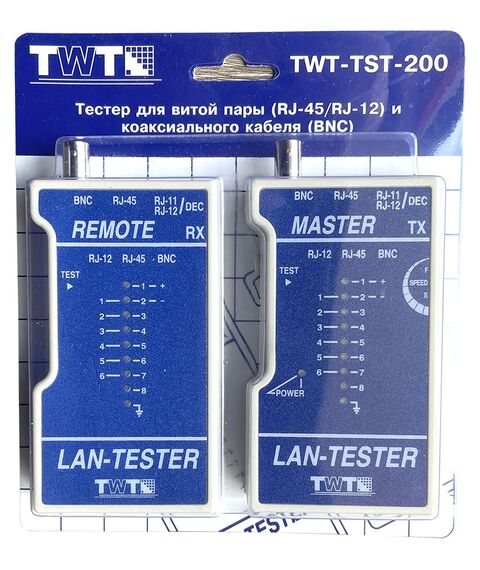 TWT
TWT-TST-200
Тестер для витой пары (RJ-45/RJ-12) и
коаксиального кабеля (BNC)
BNC RJ-45 RJ-11/DEC
RJ-12
REMOTE RX
RJ-12 RJ-45 BNC
TEST
1 +
1 2 –
2 3
3 4
4 5
5 6
6 7
8
LAN-TESTER
TWT
BNC RJ-45 RJ-11/DEC
RJ-12
MASTER TX
RJ-12 RJ-45 BNC
TEST
F
SPEED
S
1 +
1 2 –
2 3
3 4
4 5
5 6
6 7
8
POWER
LAN-TESTER
TWT
TESTER